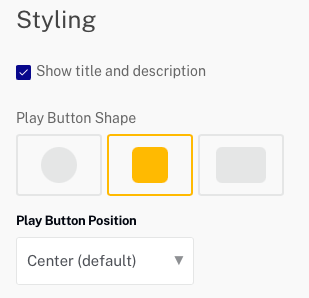 Styling
Show title and description
Play Button Shape
Play Button Position
Center (default)